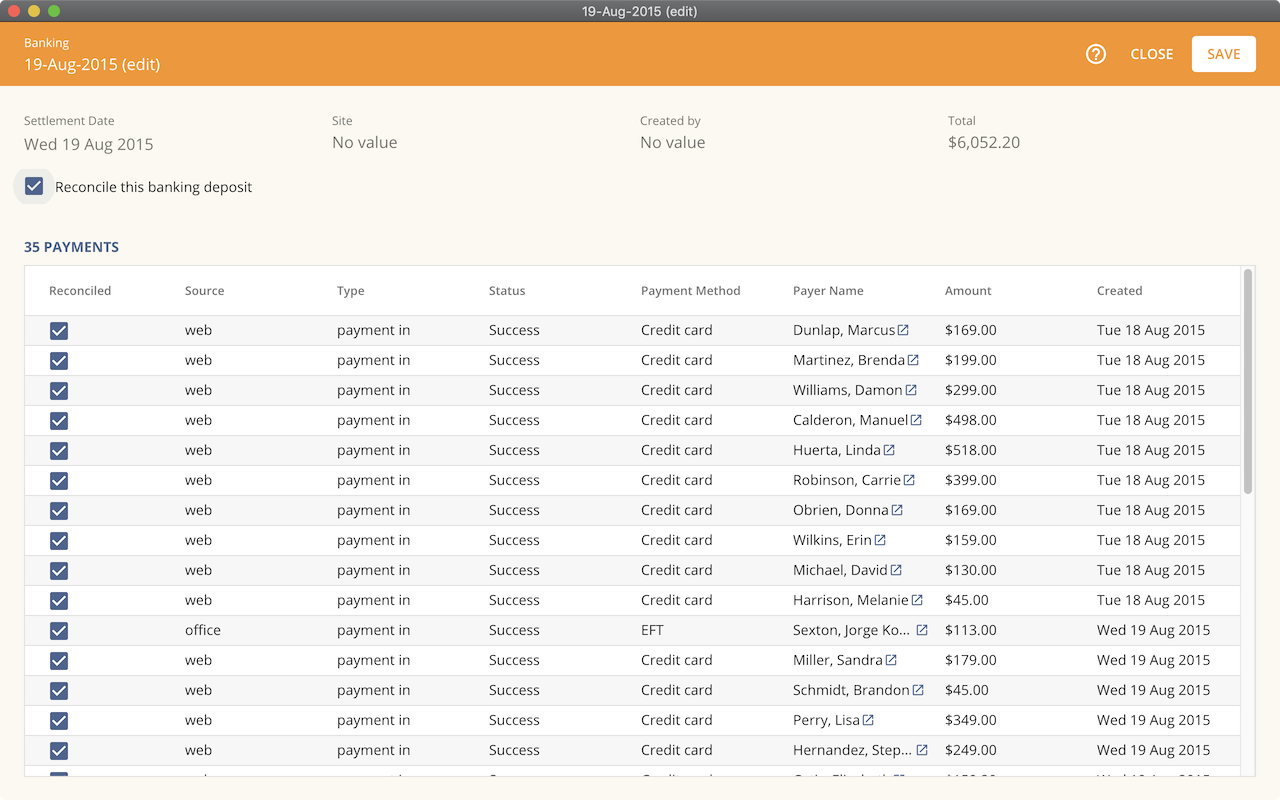 19-Aug-2015 (edit)
Banking
19-Aug-2015 (edit)
CLOSE SAVE
Settlement Date Site Created by Total
Wed 19 Aug 2015 No value No value $6,052.20
Reconcile this banking deposit
35 PAYMENTS
Reconciled Source Type Status Payment Method Payer Name Amount Created
web payment in Success Credit card Dunlap, Marcus $169.00 Tue 18 Aug 2015
web payment in Success Credit card Martinez, Brenda $199.00 Tue 18 Aug 2015
web payment in Success Credit card Williams, Damon $299.00 Tue 18 Aug 2015
web payment in Success Credit card Calderon, Manuel $498.00 Tue 18 Aug 2015
web payment in Success Credit card Huerta, Linda $518.00 Tue 18 Aug 2015
web payment in Success Credit card Robinson, Carrie $399.00 Tue 18 Aug 2015
web payment in Success Credit card Obrien, Donna $169.00 Tue 18 Aug 2015
web payment in Success Credit card Wilkins, Erin $159.00 Tue 18 Aug 2015
web payment in Success Credit card Michael, David $130.00 Tue 18 Aug 2015
web payment in Success Credit card Harrison, Melanie $45.00 Tue 18 Aug 2015
office payment in Success EFT Sexton, Jorge Ko... $113.00 Wed 19 Aug 2015
web payment in Success Credit card Miller, Sandra $179.00 Wed 19 Aug 2015
web payment in Success Credit card Schmidt, Brandon $45.00 Wed 19 Aug 2015
web payment in Success Credit card Perry, Lisa $349.00 Wed 19 Aug 2015
web payment in Success Credit card Hernandez, Step... $249.00 Wed 19 Aug 2015